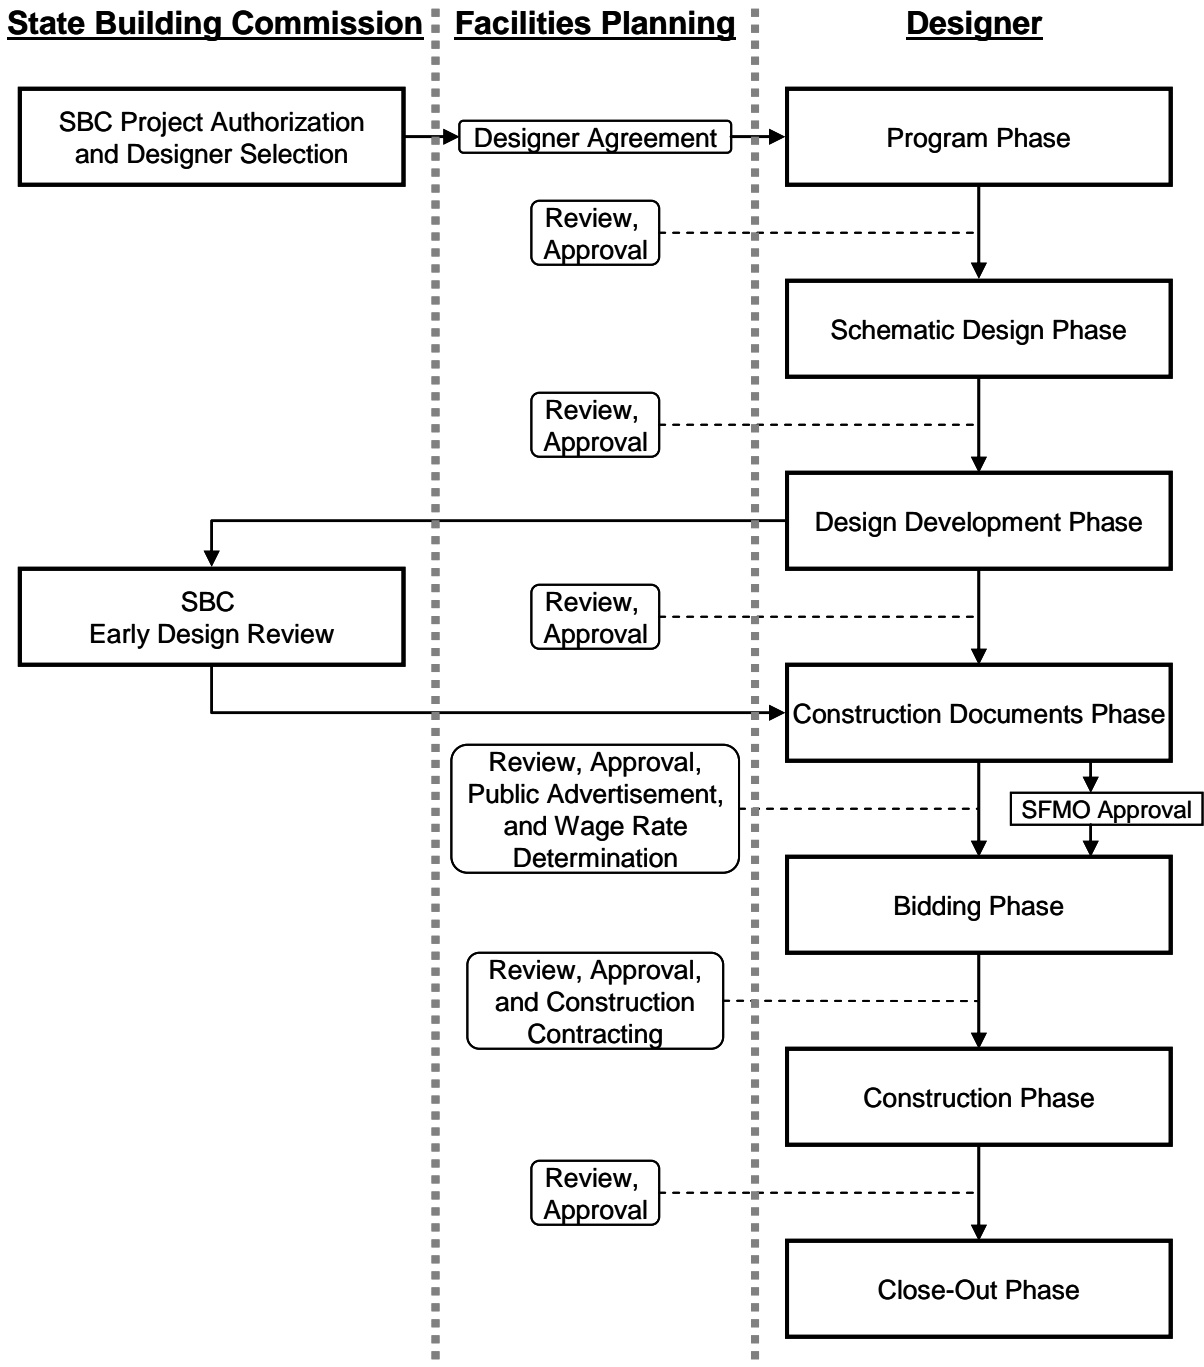 State Building Commission
Facilities Planning
Designer
SBC Project Authorization
and Designer Selection
Designer Agreement
Program Phase
Review,
Approval
Schematic Design Phase
Review,
Approval
Design Development Phase
SBC
Early Design Review
Review,
Approval
Construction Documents Phase
Review, Approval,
Public Advertisement,
and Wage Rate
Determination
SFMO Approval
Bidding Phase
Review, Approval,
and Construction
Contracting
Construction Phase
Review,
Approval
Close-Out Phase